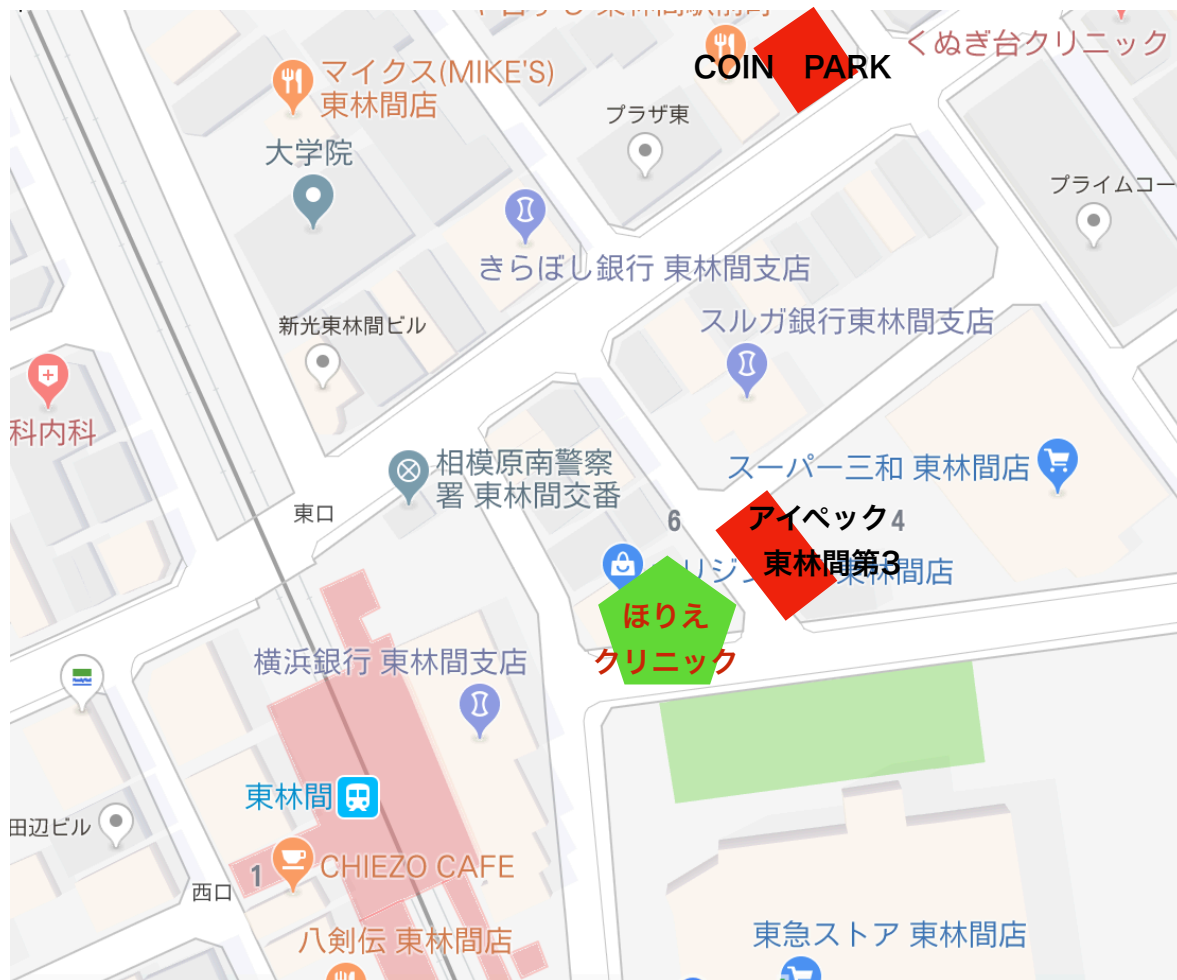 くぬぎ台クリニック
COIN PARK
マイクス(MIKE'S)
東林間店
プラザ東
大学院
プライムコー
きらぼし銀行 東林間支店
新光東林間ビル
スルガ銀行東林間支店
科内科
相模原南警察
署 東林間交番
スーパー三和 東林間店
東口
6
アイペック 4
東林間第3
東林間店
ほりえ
クリニック
横浜銀行 東林間支店
東林間
田辺ビル
1
CHIEZO CAFE
西口
八剣伝 東林間店
東急ストア 東林間店